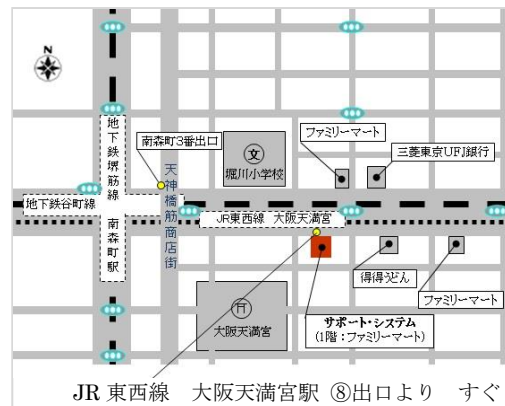 N
地下鉄堺筋線 南森町駅
南森町3番出口
天神橋筋商店街
文
堀川小学校
ファミリーマート
三菱東京UFJ銀行
地下鉄谷町線
JR東西線 大阪天満宮
得得うどん
ファミリーマート
大阪天満宮
サポート・システム
(1階:ファミリーマート)
JR 東西線 大阪天満宮駅 ⑧出口より すぐ